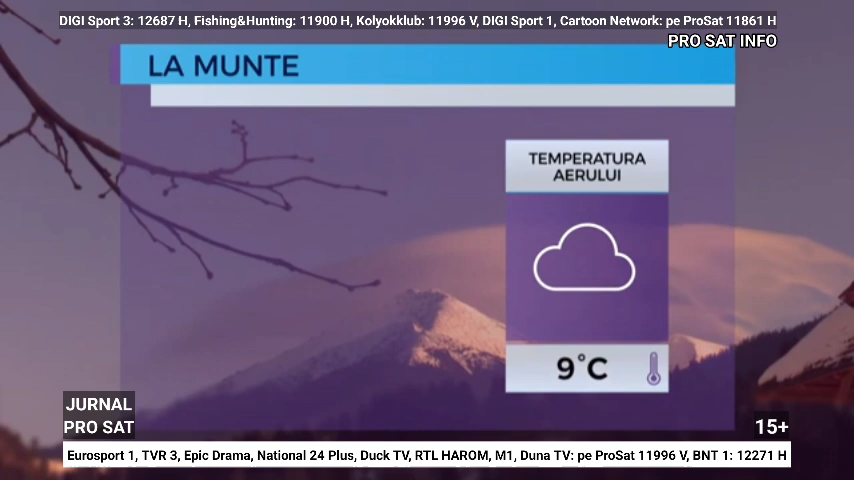 DIGI Sport 3: 12687 H, Fishing&Hunting: 11900 H, Kolyokklub: 11996 V, DIGI Sport 1, Cartoon Network: pe ProSat 11861 H
PRO SAT INFO
LA MUNTE
TEMPERATURA
AERULUI
9°C
JURNAL
PRO SAT
15+
Eurosport 1, TVR 3, Epic Drama, National 24 Plus, Duck TV, RTL HAROM, M1, Duna TV: pe ProSat 11996 V, BNT 1: 12271 H